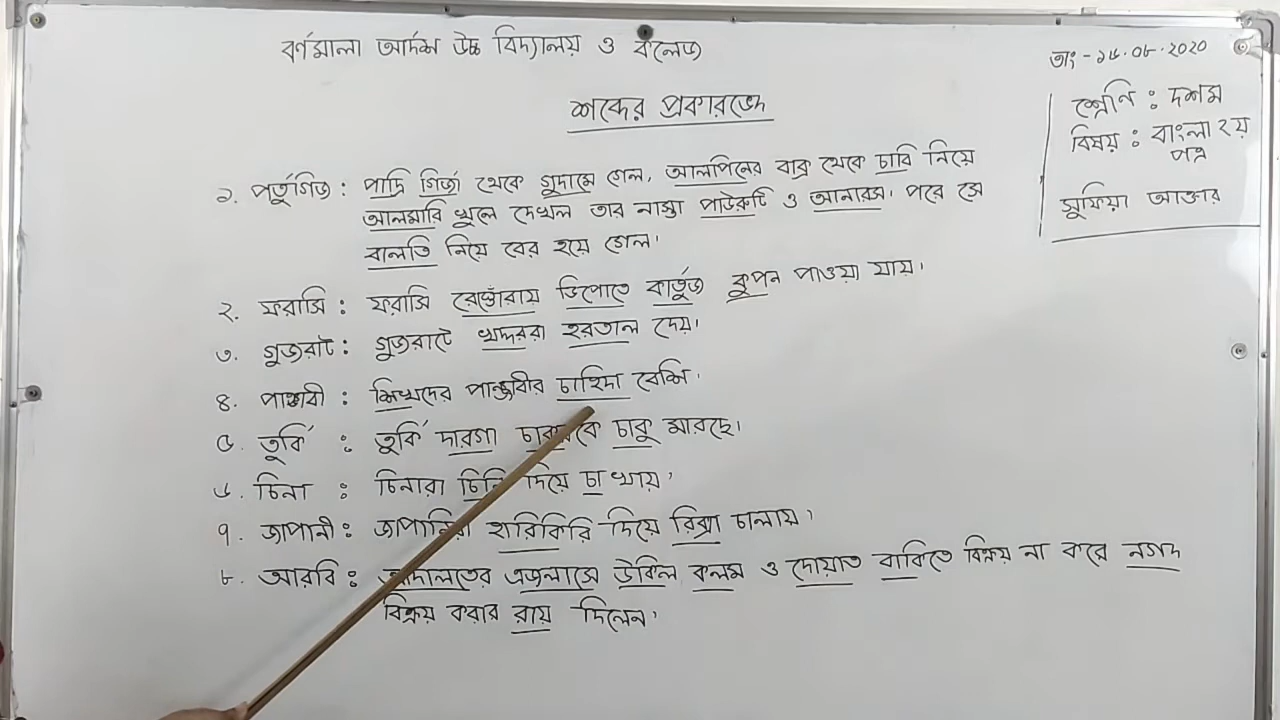 বর্ণমালা আর্দশ উচ্চ বিদ্যালয় ও কলেজ
তাং -১৮.০৮.২০২০
শ্রেণি : দশম
বিষয় : বাংলা ২য়
পত্র
সুফিয়া আক্তার
শব্দের প্রকারভেদ
১. পর্তুগিজ : পাদ্রি গির্জা থেকে গুদামে গেল, আলপিনের বাক্স থেকে চাবি নিয়ে
আলমারি খুলে দেখল তার নাস্তা পাউরুটি ও আনারস। পরে সে
বালতি নিয়ে বের হয়ে গেল।
২. ফরাসি : ফরাসি রেস্তোঁরায় ডিপোতে কার্তুজ কুপন পাওয়া যায়।
৩. গুজরাট : গুজরাটে খদ্দররা হরতাল দেয়।
৪. পাঞ্জাবী : শিখদের পাঞ্জাবীর চাহিদা বেশি।
৫. তুর্কি : তুর্কি দারগা চাকরকে চাকু মারছে।
৬. চিনা : চিনারা চিনি দিয়ে চা খায়।
৭. জাপানী : জাপানিরা হারিকিরি দিয়ে রিক্সা চালায়।
৮. আরবি : আদালতের এজলাসে উকিল কলম ও দোয়াত বাকিতে বিক্রয় না করে নগদ
বিক্রয় করার রায় দিলেন।